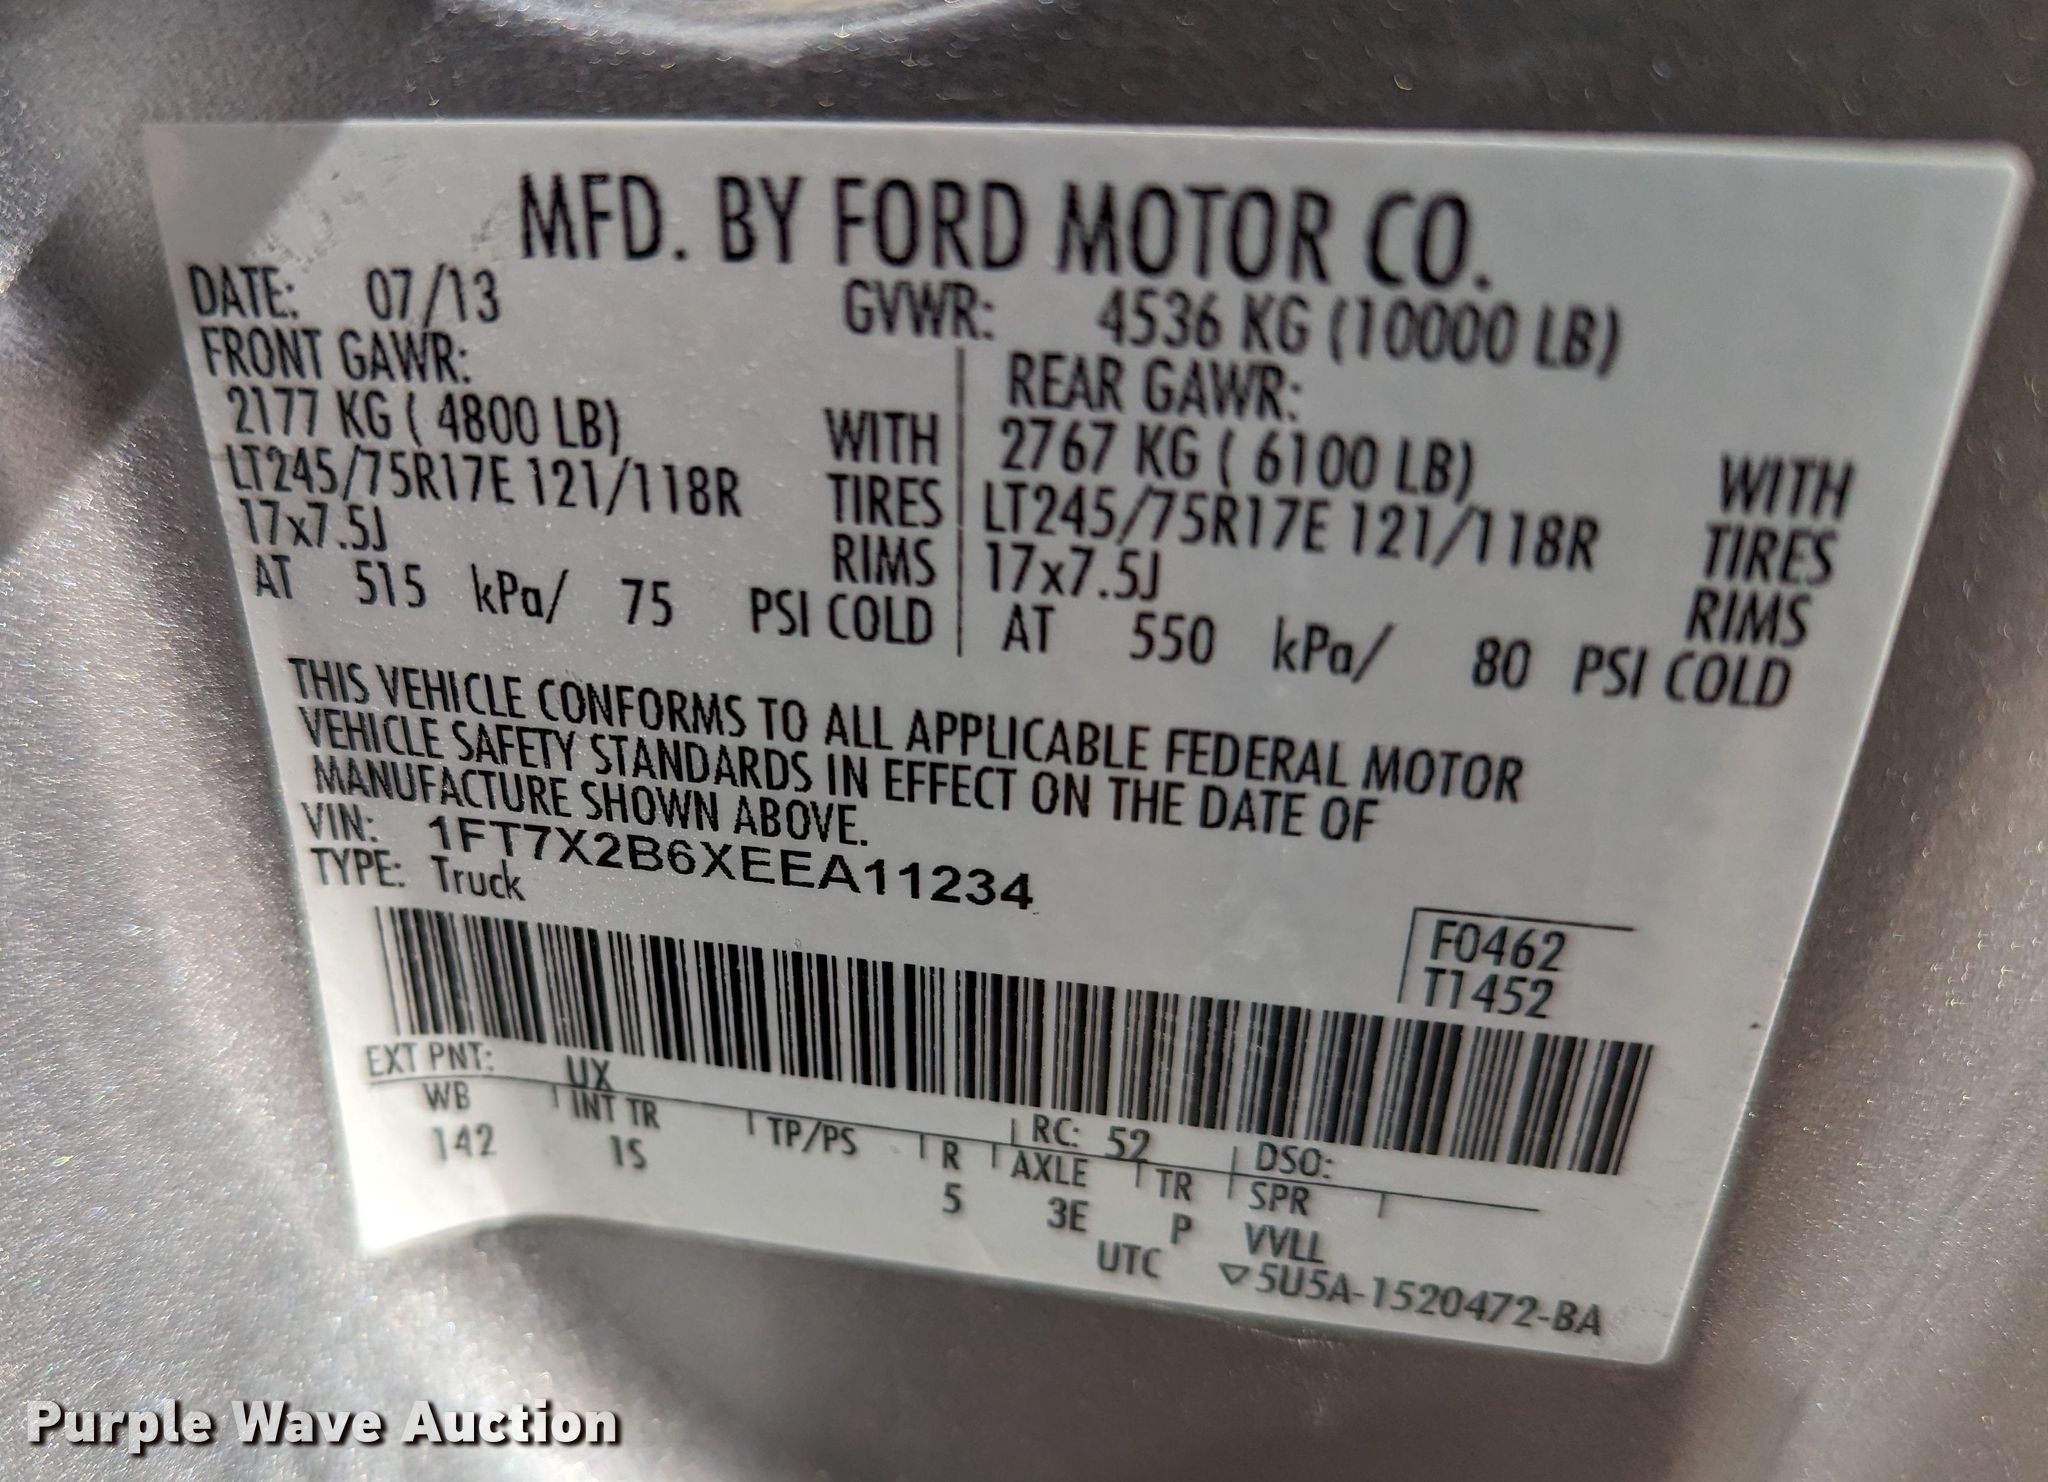 MFD. BY FORD MOTOR CO.
DATE: 07/13 GVWR: 4536 KG (10000 LB)
FRONT GAWR: REAR GAWR:
2177 KG ( 4800 LB) WITH 2767 KG ( 6100 LB) WITH
LT245/75R17E 121/118R TIRES LT245/75R17E 121/118R TIRES
17x7.5J RIMS 17x7.5J RIMS
AT 515 kPa/ 75 PSI COLD AT 550 kPa/ 80 PSI COLD
THIS VEHICLE CONFORMS TO ALL APPLICABLE FEDERAL MOTOR
VEHICLE SAFETY STANDARDS IN EFFECT ON THE DATE OF
MANUFACTURE SHOWN ABOVE.
VIN: 1FT7X2B6XEEA11234
TYPE: Truck
F0462
T1452
EXT PNT: UX RC: 52 DSO:
WB INT TR TP/PS R AXLE TR SPR
142 1S 5 3E P VVLL
UTC ▽5U5A-1520472-BA
Purple Wave Auction